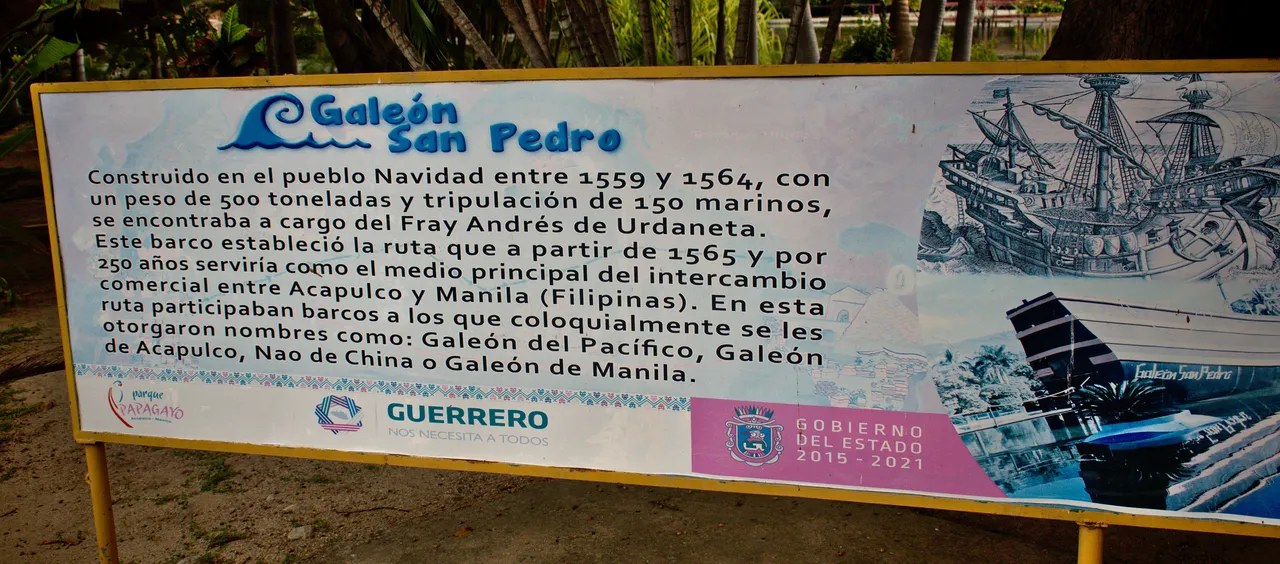 Galeón
San Pedro
Construido en el pueblo Navidad entre 1559 y 1564, con
un peso de 500 toneladas y tripulación de 150 marinos,
se encontraba a cargo del Fray Andrés de Urdaneta.
Este barco estableció la ruta que a partir de 1565 y por
250 años serviría como el medio principal del intercambio
comercial entre Acapulco y Manila (Filipinas). En esta
ruta participaban barcos a los que coloquialmente se les
otorgaron nombres como: Galeón del Pacífico, Galeón
de Acapulco, Nao de China o Galeón de Manila.
parque
PAPAGAYO
GUERRERO
NOS NECESITA A TODOS
GOBIERNO
DEL ESTADO
2015 - 2021
Galeón San Pedro